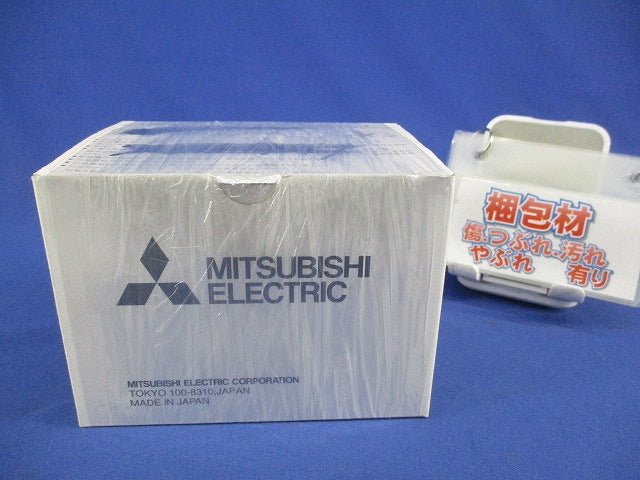 MITSUBISHI
ELECTRIC
MITSUBISHI ELECTRIC CORPORATION
TOKYO 100-8310,JAPAN
MADE IN JAPAN
梱包材
傷・つぶれ・汚れ
やぶれ 有り